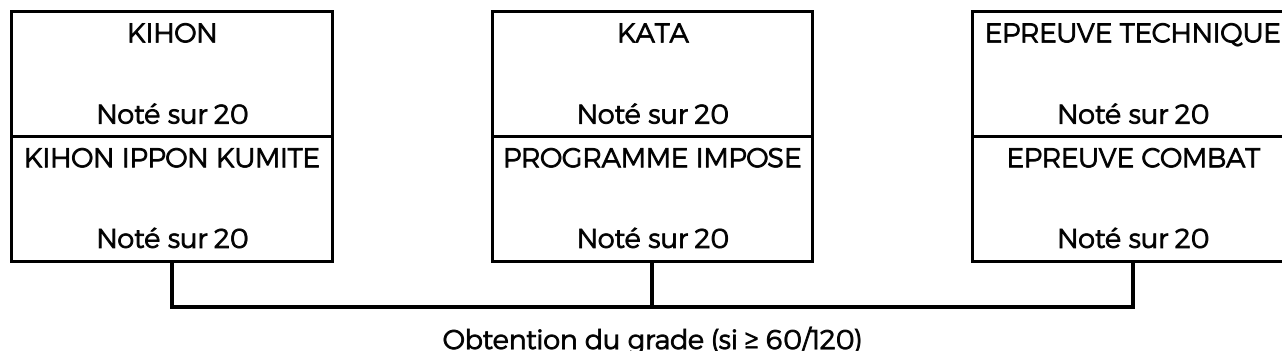 KIHON
Noté sur 20
KIHON IPPON KUMITE
Noté sur 20
KATA
Noté sur 20
PROGRAMME IMPOSE
Noté sur 20
EPREUVE TECHNIQUE
Noté sur 20
EPREUVE COMBAT
Noté sur 20
Obtention du grade (si ≥ 60/120)